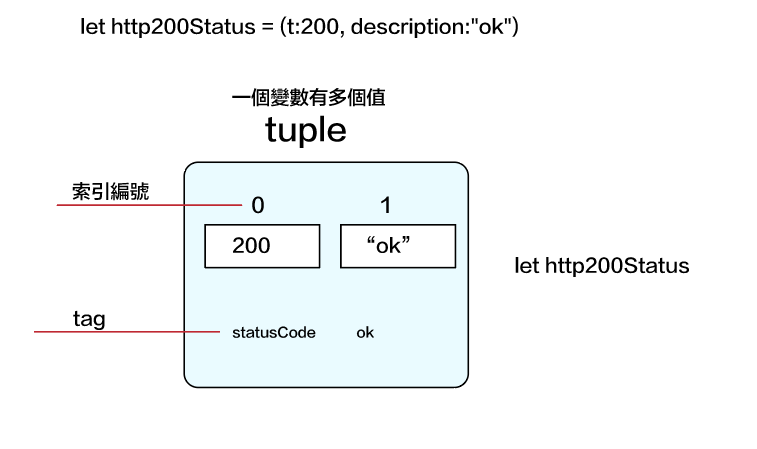 let http200Status = (t:200, description:"ok")
一個變數有多個值
tuple
索引編號
0 1
200 “ok”
let http200Status
tag
statusCode ok